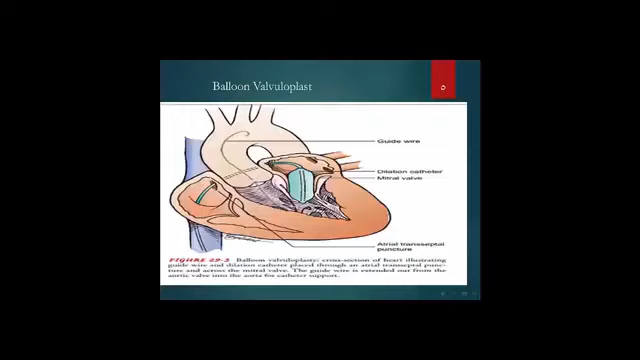 Balloon Valvuloplast
Guide wire
Dilation catheter
Mitral valve
Atrial transseptal
puncture
FIGURE 29-3 Balloon valvuloplasty: cross-section of heart illustrating
guide wire and dilation catheter placed through an atrial transseptal punc-
ture and across the mitral valve. The guide wire is extended out from the
aortic valve into the aorta for catheter support.